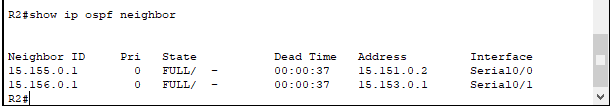 R2#show ip ospf neighbor
Neighbor ID     Pri   State           Dead Time   Address         Interface
15.155.0.1        0   FULL/  -        00:00:37    15.151.0.2      Serial0/0
15.156.0.1        0   FULL/  -        00:00:37    15.153.0.1      Serial0/1
R2#